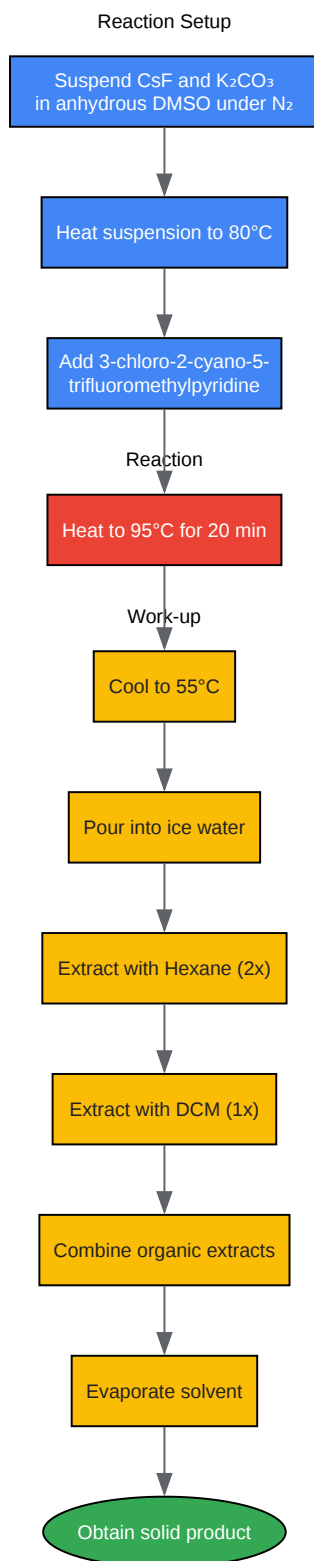 Reaction Setup
Suspend CsF and K₂CO₃
in anhydrous DMSO under N₂
Heat suspension to 80°C
Add 3-chloro-2-cyano-5-
trifluoromethylpyridine
Reaction
Heat to 95°C for 20 min
Work-up
Cool to 55°C
Pour into ice water
Extract with Hexane (2x)
Extract with DCM (1x)
Combine organic extracts
Evaporate solvent
Obtain solid product